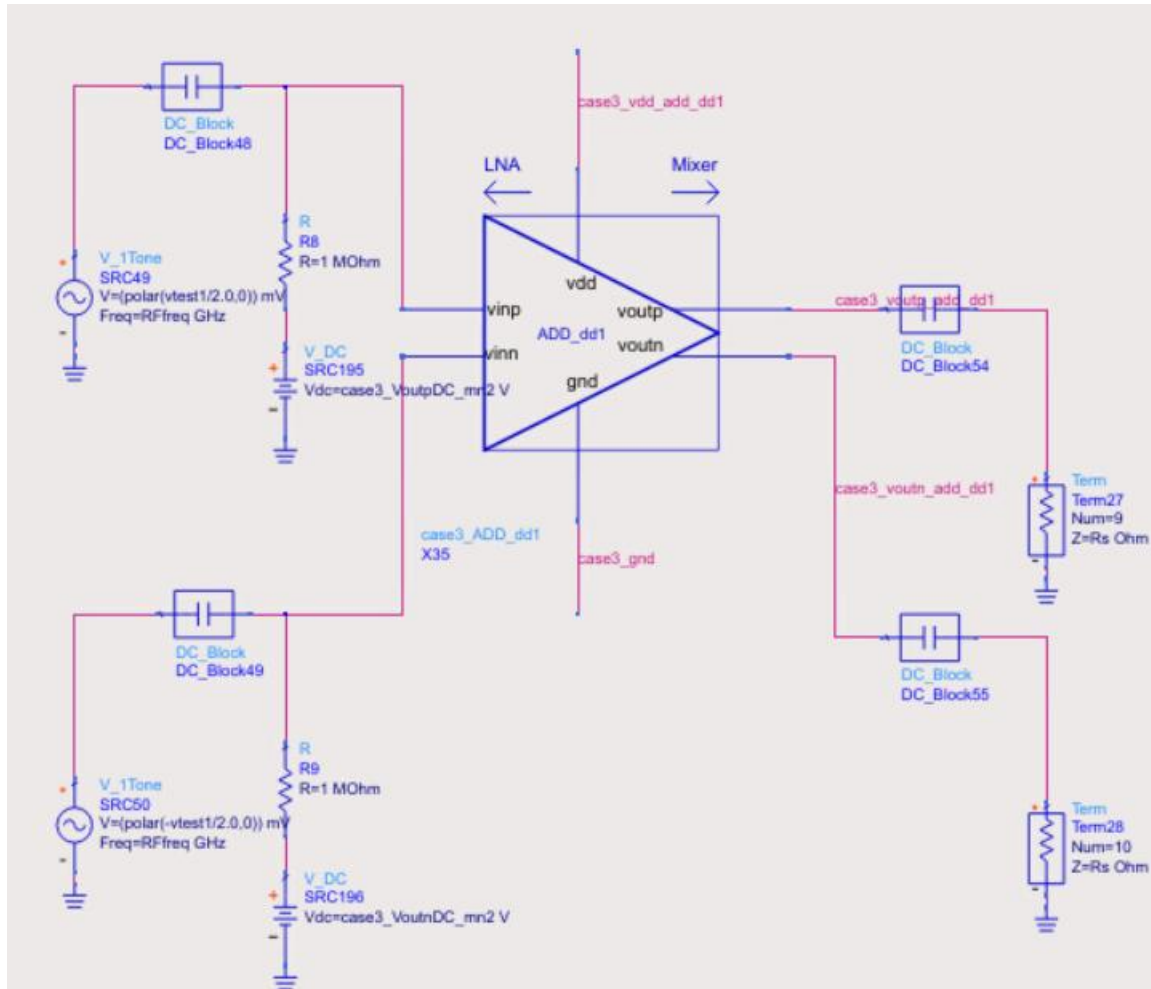 DC_Block
DC_Block48
case3_vdd_add_dd1
LNA
Mixer
R
R8
R=1 MOhm
V_1Tone
SRC49
V=(polar(vtest1/2.0,0)) mV
Freq=RFfreq GHz
V_DC
SRC195
Vdc=case3_VoutpDC_mn2 V
vdd
vinp
voutp
ADD_dd1
vinn
voutn
gnd
case3_voutp_add_dd1
DC_Block
DC_Block54
case3_voutn_add_dd1
Term
Term27
Num=9
Z=Rs Ohm
case3_ADD_dd1
X35
case3_gnd
DC_Block
DC_Block49
DC_Block
DC_Block55
R
R9
R=1 MOhm
V_1Tone
SRC50
V=(polar(-vtest1/2.0,0)) mV
Freq=RFfreq GHz
V_DC
SRC196
Vdc=case3_VoutnDC_mn2 V
Term
Term28
Num=10
Z=Rs Ohm